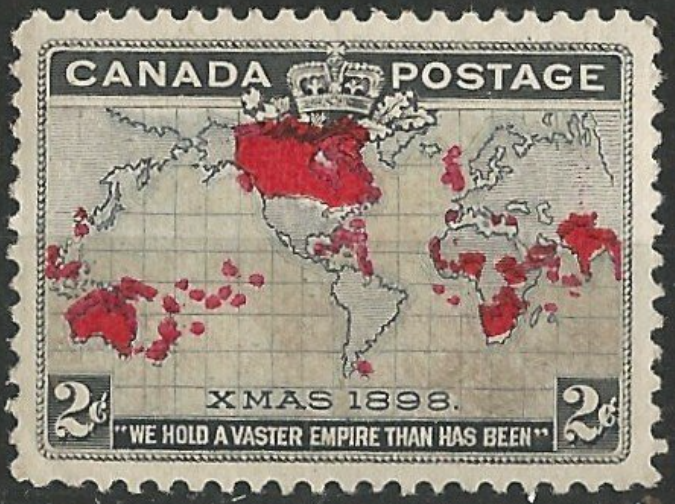 CANADA POSTAGE
XMAS 1898.
2¢ 2¢
"WE HOLD A VASTER EMPIRE THAN HAS BEEN"